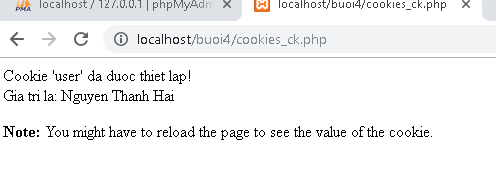 localhost / 127.0.0.1 | phpMyAdm
localhost/buoi4/cookies_ck.php
PMA
localhost/buoi4/cookies_ck.php
Cookie 'user' da duoc thiet lap!
Gia tri la: Nguyen Thanh Hai
Note: You might have to reload the page to see the value of the cookie.